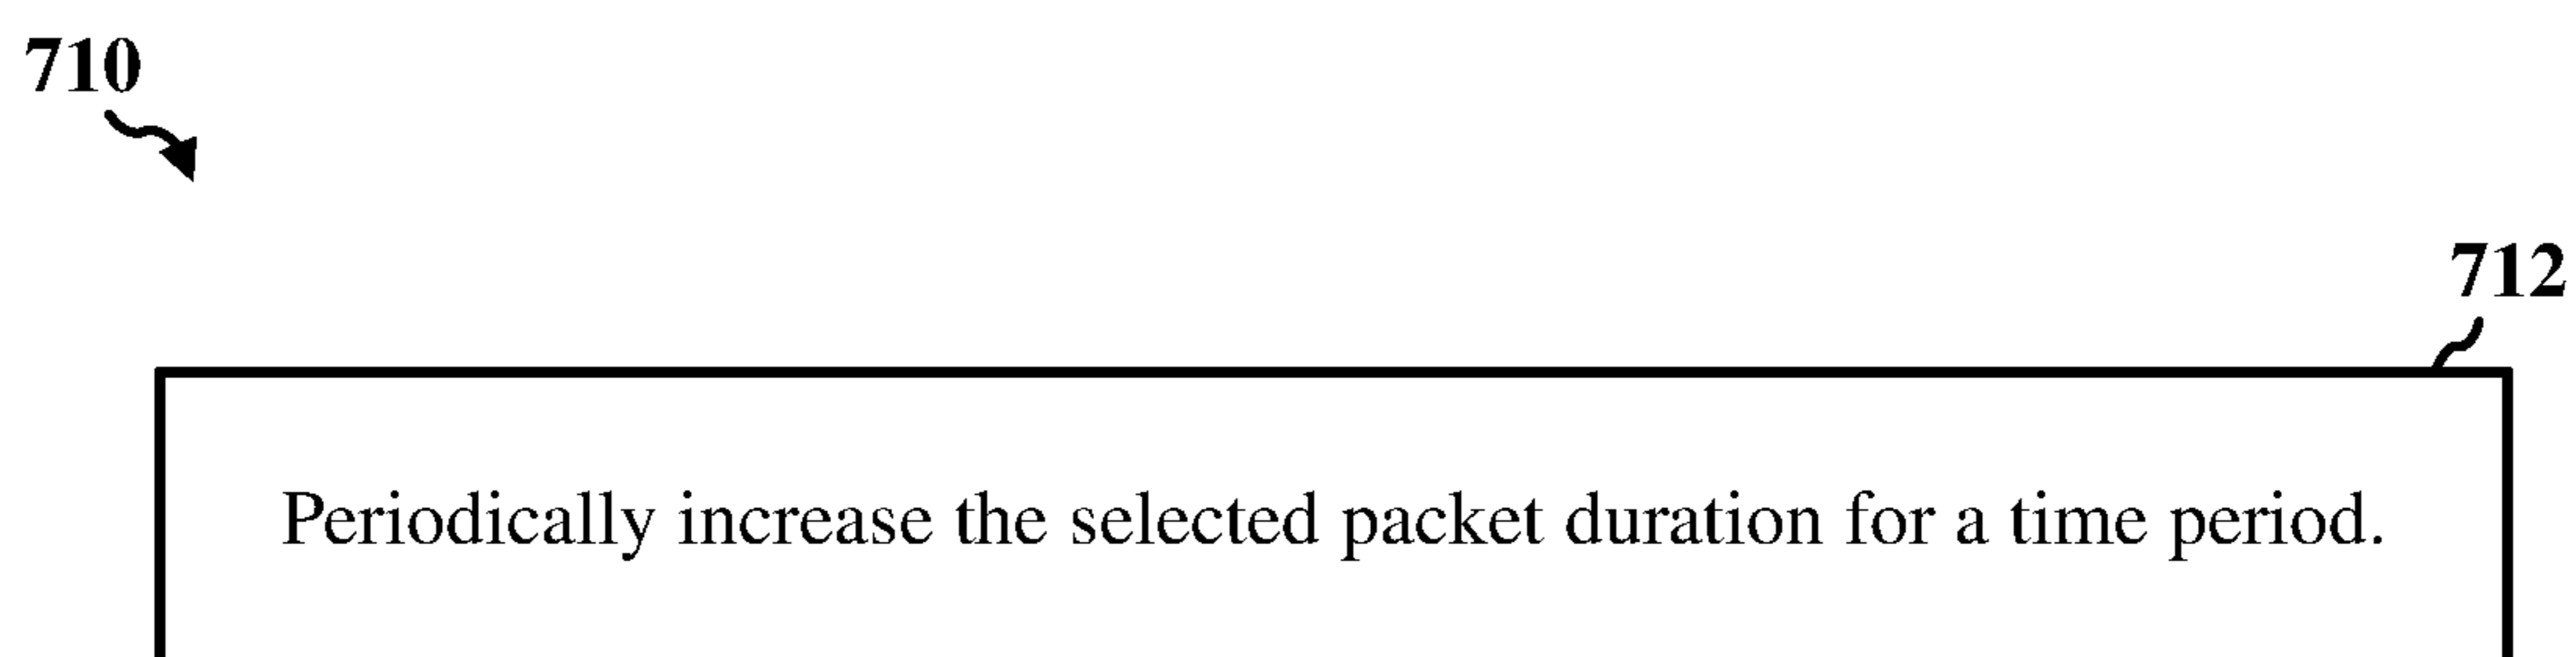 710
712
Periodically increase the selected packet duration for a time period.